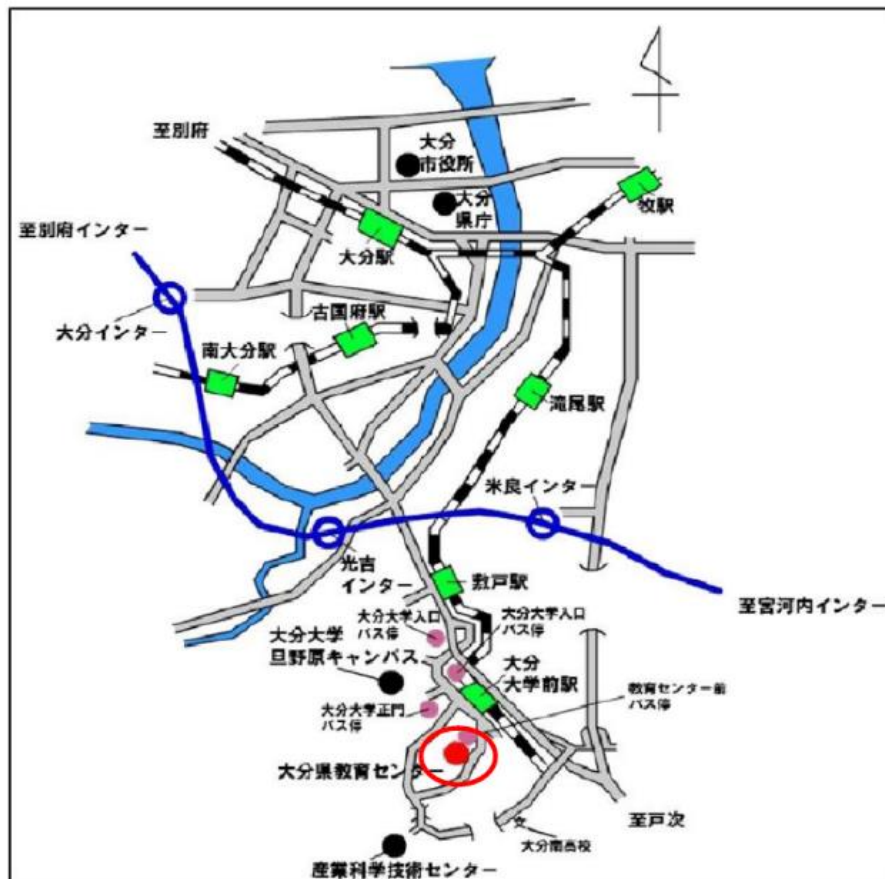 至別府
大分
市役所
大分
県庁
牧駅
至別府インター
大分駅
大分インター
古国府駅
南大分駅
滝尾駅
米良インター
光吉
インター
敷戸駅
至宮河内インター
大分大学入口
バス停
大分大学入口
バス停
大分大学
旦野原キャンパス
大分
大学前駅
教育センター前
バス停
大分大学正門
バス停
大分県教育センター
至戸次
大分南高校
産業科学技術センター